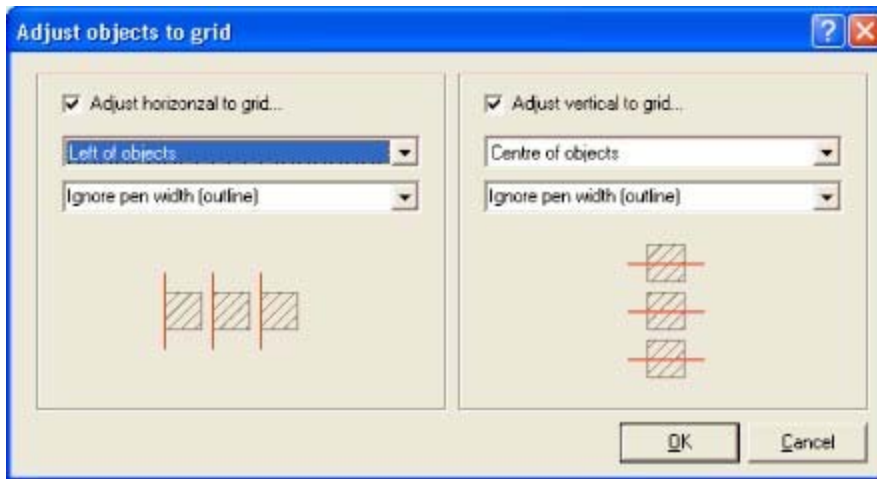 Adjust objects to grid
Adjust horizonzal to grid...
Left of objects
Ignore pen width (outline)
Adjust vertical to grid...
Centre of objects
Ignore pen width (outline)
OK
Cancel